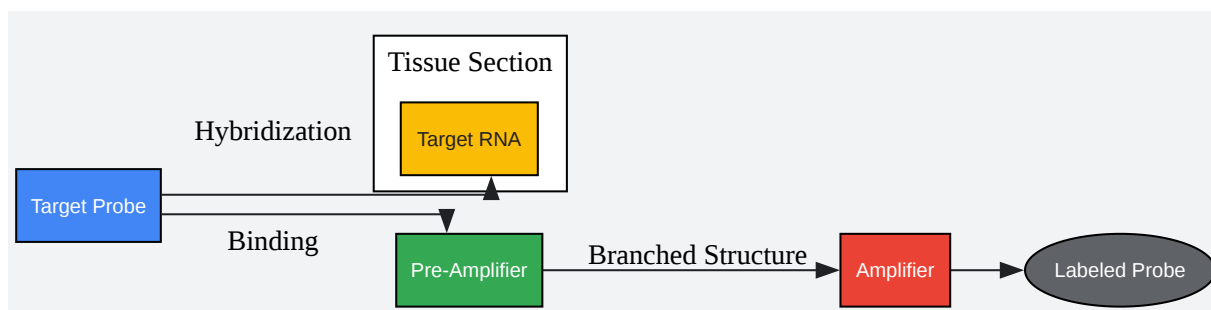 Tissue Section
Hybridization
Target RNA
Target Probe
Binding
Pre-Amplifier
Branched Structure
Amplifier
Labeled Probe